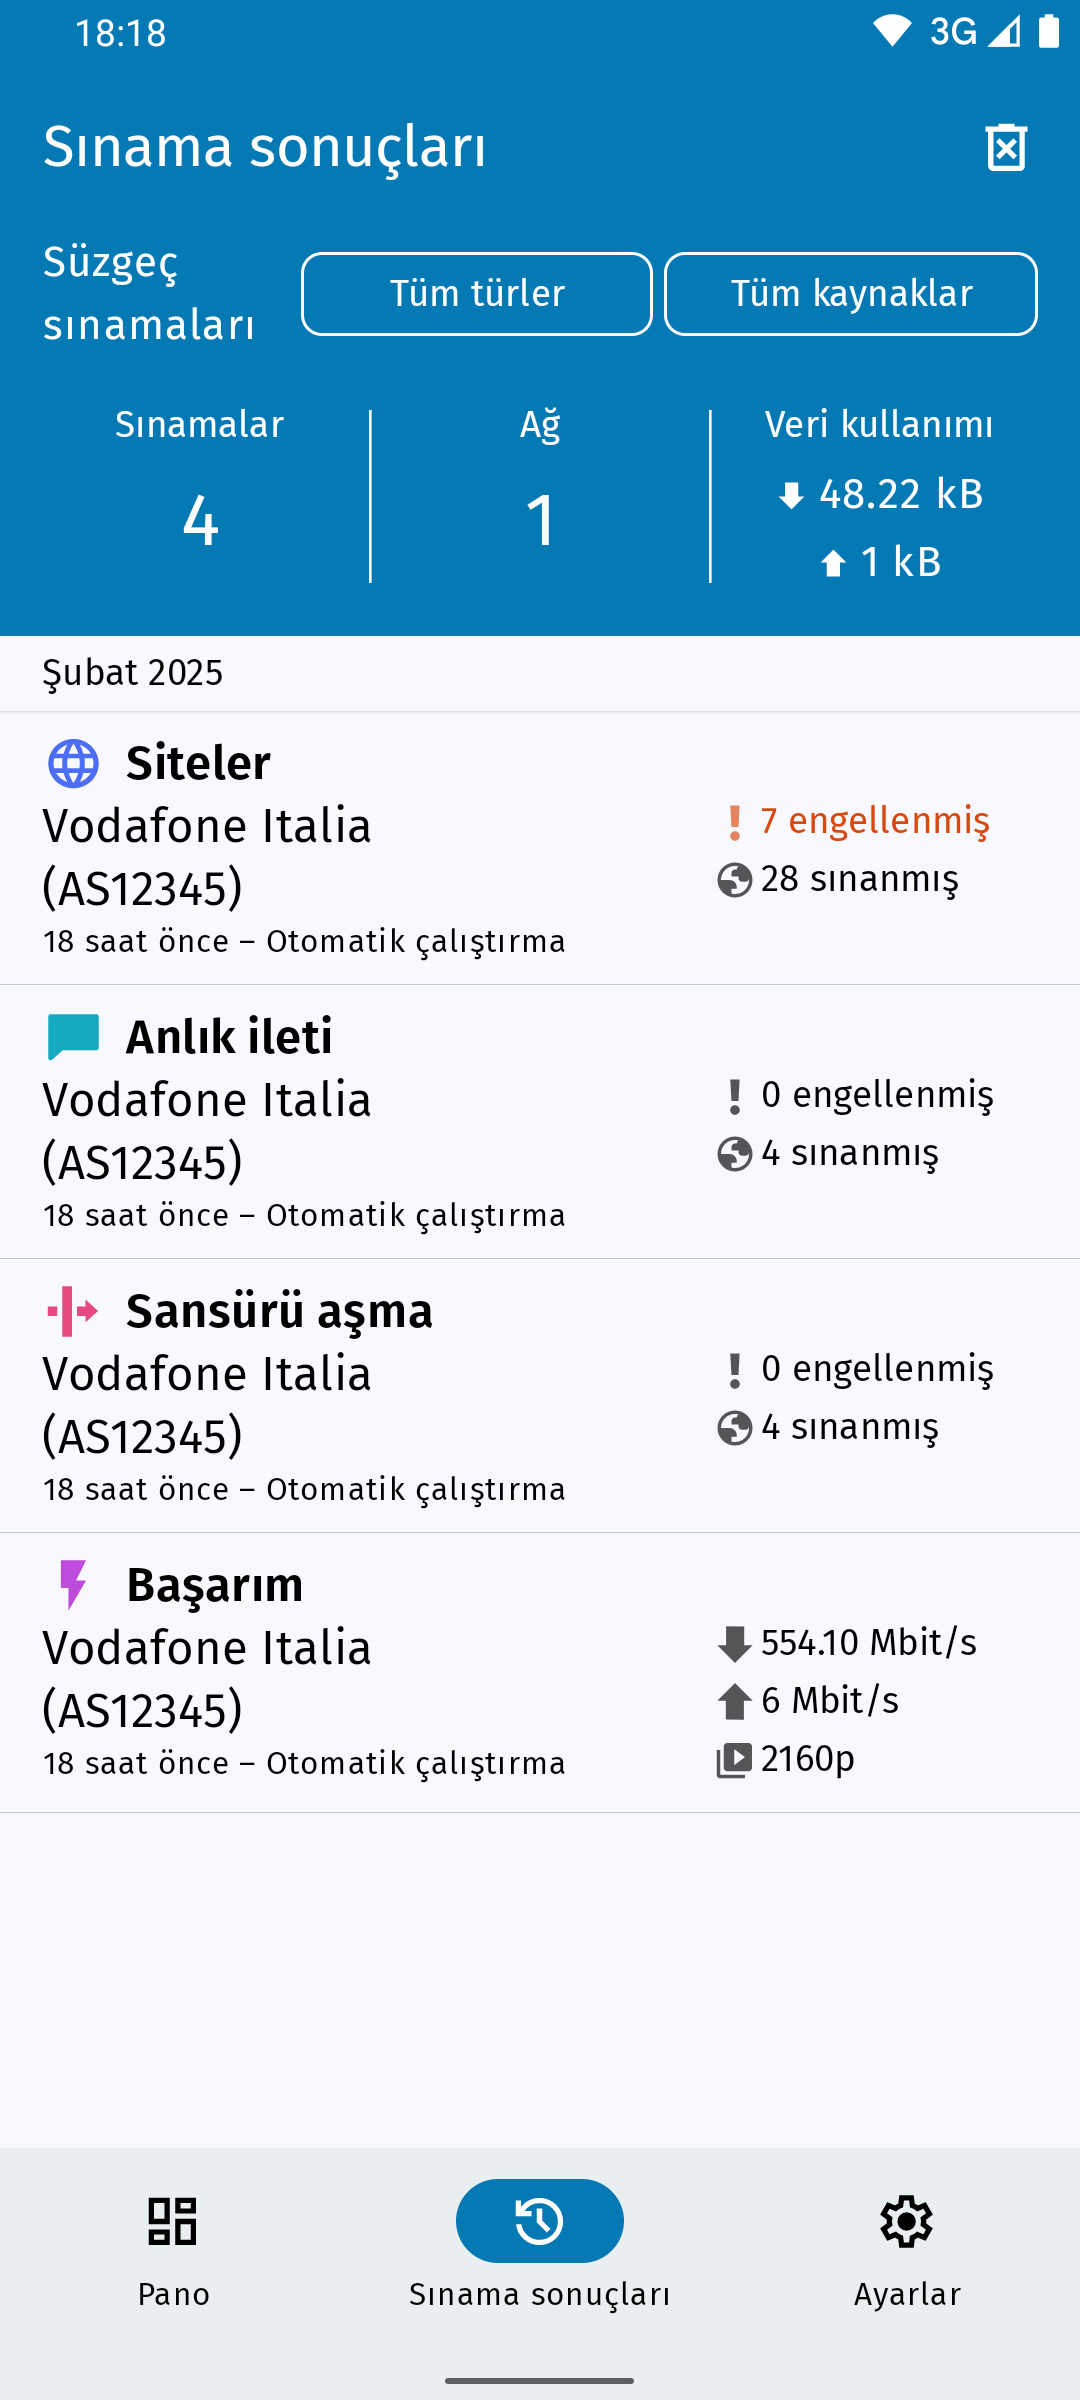 18:18
3G
Sınama sonuçları
Süzgeç
sınamaları
Tüm türler
Tüm kaynaklar
Sınamalar
4
Ağ
1
Veri kullanımı
48.22 kB
1 kB
Şubat 2025
Siteler
Vodafone Italia
(AS12345)
18 saat önce – Otomatik çalıştırma
7 engellenmiş
28 sınanmış
Anlık ileti
Vodafone Italia
(AS12345)
18 saat önce – Otomatik çalıştırma
0 engellenmiş
4 sınanmış
Sansürü aşma
Vodafone Italia
(AS12345)
18 saat önce – Otomatik çalıştırma
0 engellenmiş
4 sınanmış
Başarım
Vodafone Italia
(AS12345)
18 saat önce – Otomatik çalıştırma
554.10 Mbit/s
6 Mbit/s
2160p
Pano
Sınama sonuçları
Ayarlar